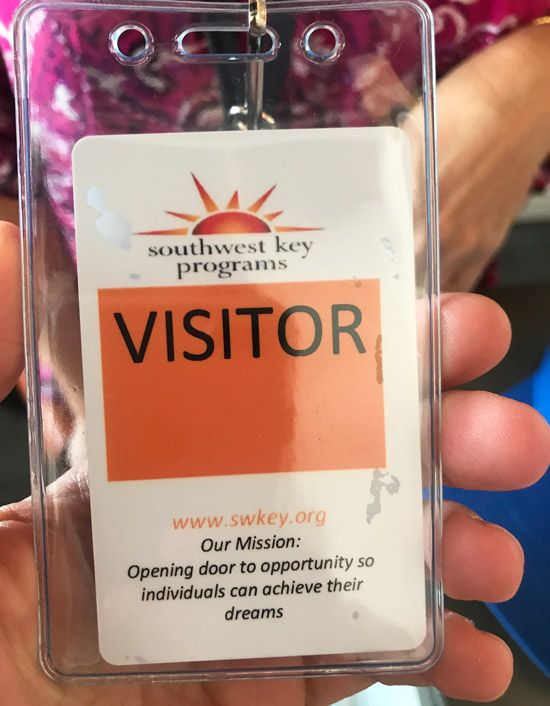 southwest key
programs
VISITOR
www.swkey.org
Our Mission:
Opening door to opportunity so
individuals can achieve their
dreams